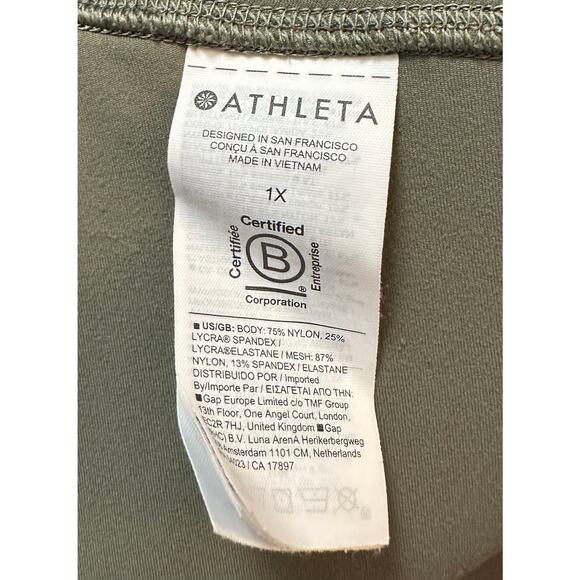 ATHLETA
DESIGNED IN SAN FRANCISCO
CONÇU À SAN FRANCISCO
MADE IN VIETNAM
1X
Certified
Certifiée
B
Entreprise
®
Corporation
US/GB: BODY: 75% NYLON, 25%
LYCRA® SPANDEX /
LYCRA®ELASTANE / MESH: 87%
NYLON, 13% SPANDEX / ELASTANE
DISTRIBUIDO POR / Imported
By/Importe Par / ΕΙΣΑΓΕΤΑΙ ΑΠΟ ΤΗΝ:
Gap Europe Limited c/o TMF Group
13th Floor, One Angel Court, London,
EC2R 7HJ, United Kingdom Gap
B.V. Luna ArenA Herikerbergweg
Amsterdam 1101 CM, Netherlands
/ CA 17897